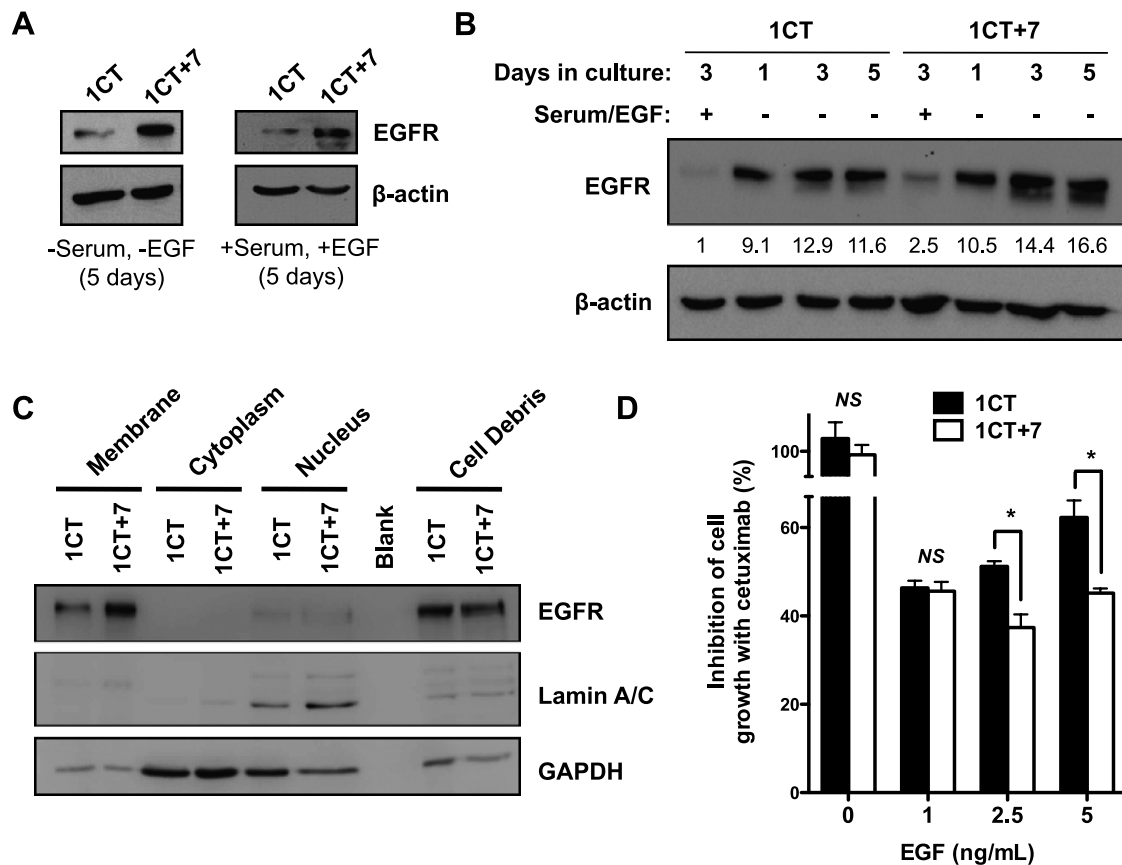 A
1CT
1CT+7
1CT
1CT+7
EGFR
β-actin
-Serum, -EGF
(5 days)
+Serum, +EGF
(5 days)
B
1CT 1CT+7
Days in culture: 3 1 3 5 3 1 3 5
Serum/EGF: + - - - + - - -
EGFR
1 9.1 12.9 11.6 2.5 10.5 14.4 16.6
β-actin
C
Membrane
Cytoplasm
Nucleus
Cell Debris
1CT
1CT+7
1CT
1CT+7
1CT
1CT+7
Blank
1CT
1CT+7
EGFR
Lamin A/C
GAPDH
D
1CT
1CT+7
Inhibition of cell
growth with cetuximab (%)
100
60
40
20
0
NS
NS
*
*
0 1 2.5 5
EGF (ng/mL)